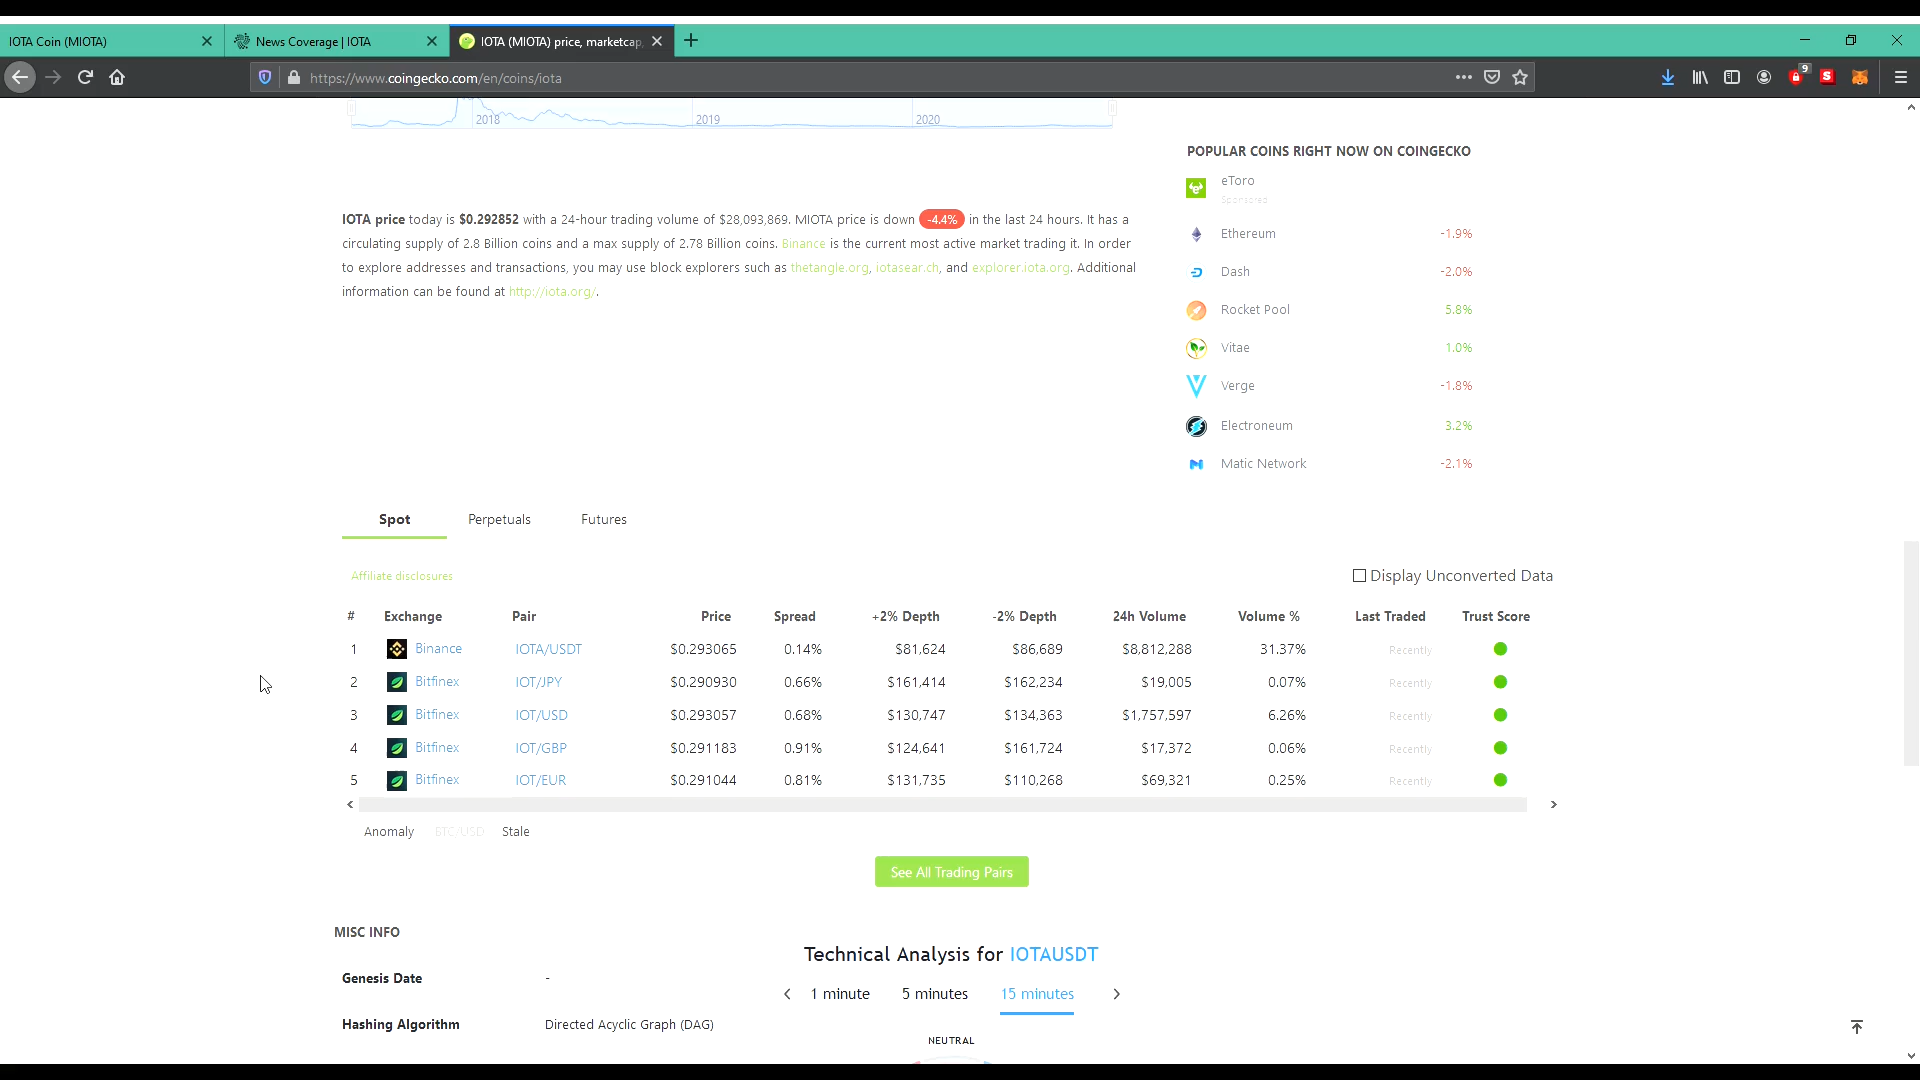 IOTA Coin (MIOTA)
News Coverage | IOTA
IOTA (MIOTA) price, marketcap,
https://www.coingecko.com/en/coins/iota
9
S
2018
2019
2020
POPULAR COINS RIGHT NOW ON COINGECKO
eToro
Sponsored
Ethereum -1.9%
Dash -2.0%
Rocket Pool 5.8%
Vitae 1.0%
Verge -1.8%
Electroneum 3.2%
Matic Network -2.1%
IOTA price today is $0.292852 with a 24-hour trading volume of $28,093,869. MIOTA price is down -4.4% in the last 24 hours. It has a
circulating supply of 2.8 Billion coins and a max supply of 2.78 Billion coins. Binance is the current most active market trading it. In order
to explore addresses and transactions, you may use block explorers such as thetangle.org, iotasear.ch, and explorer.iota.org. Additional
information can be found at http://iota.org/.
Spot Perpetuals Futures
Affiliate disclosures
Display Unconverted Data
# Exchange Pair Price Spread +2% Depth -2% Depth 24h Volume Volume % Last Traded Trust Score
1 Binance IOTA/USDT $0.293065 0.14% $81,624 $86,689 $8,812,288 31.37% Recently
2 Bitfinex IOT/JPY $0.290930 0.66% $161,414 $162,234 $19,005 0.07% Recently
3 Bitfinex IOT/USD $0.293057 0.68% $130,747 $134,363 $1,757,597 6.26% Recently
4 Bitfinex IOT/GBP $0.291183 0.91% $124,641 $161,724 $17,372 0.06% Recently
5 Bitfinex IOT/EUR $0.291044 0.81% $131,735 $110,268 $69,321 0.25% Recently
Anomaly BTC/USD Stale
See All Trading Pairs
MISC INFO
Genesis Date -
Hashing Algorithm Directed Acyclic Graph (DAG)
Technical Analysis for IOTAUSDT
1 minute 5 minutes 15 minutes
NEUTRAL